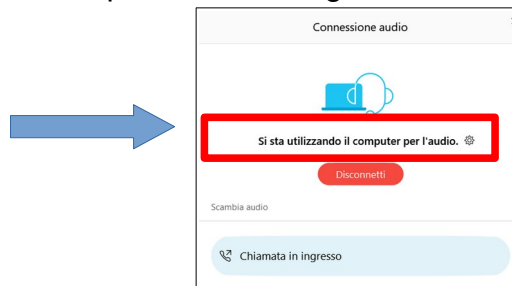 Connessione audio
Si sta utilizzando il computer per l'audio.
Disconnetti
Scambia audio
Chiamata in ingresso